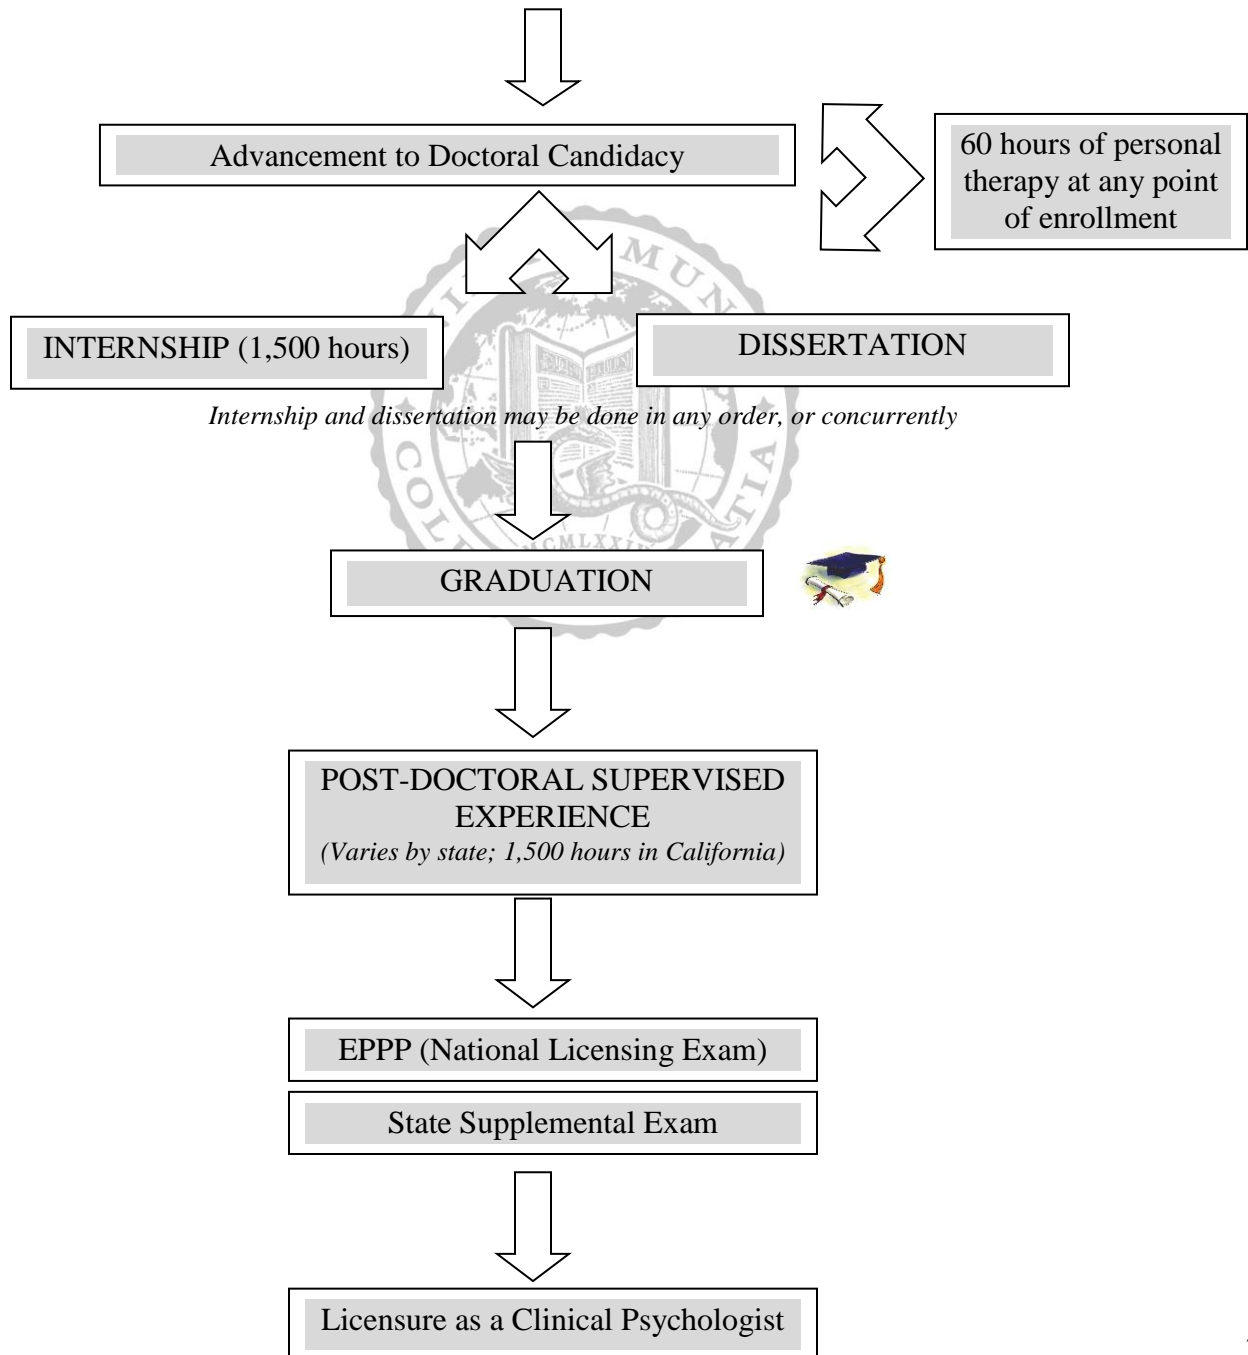 Advancement to Doctoral Candidacy
60 hours of personal
therapy at any point
of enrollment
INTERNSHIP (1,500 hours)
DISSERTATION
Internship and dissertation may be done in any order, or concurrently
MCMLXXIV
GRADUATION
POST-DOCTORAL SUPERVISED
EXPERIENCE
(Varies by state; 1,500 hours in California)
EPPP (National Licensing Exam)
State Supplemental Exam
Licensure as a Clinical Psychologist